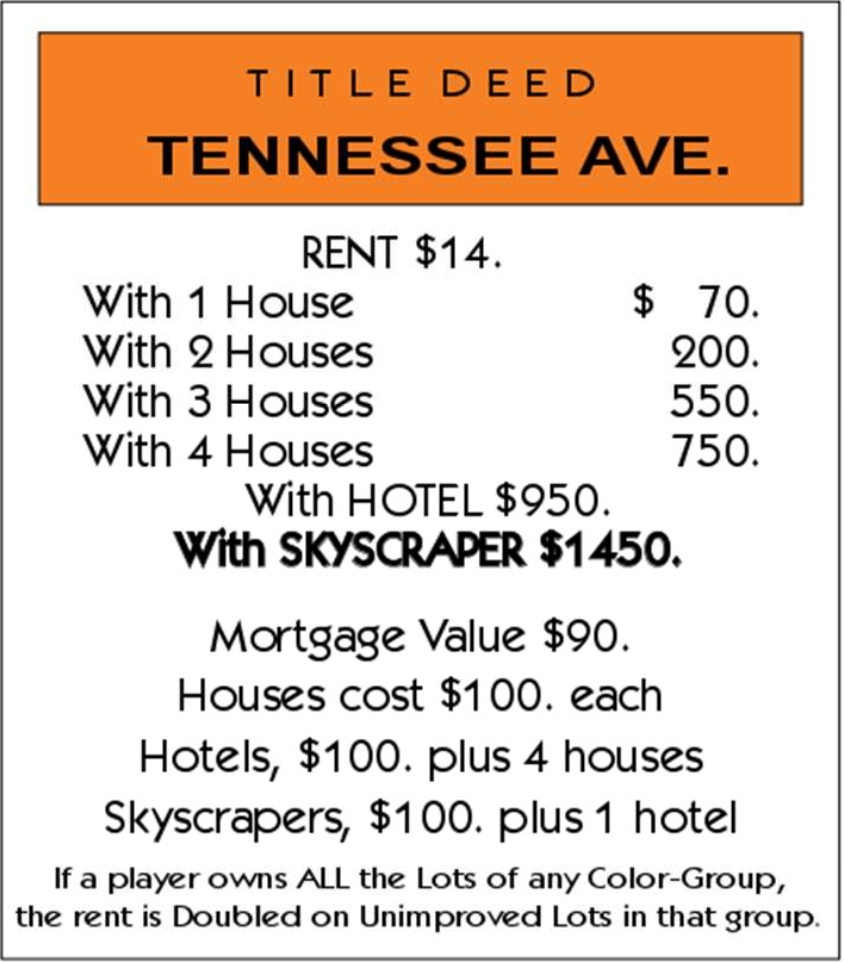 TITLE DEED
TENNESSEE AVE.
RENT $14.
With 1 House $ 70.
With 2 Houses 200.
With 3 Houses 550.
With 4 Houses 750.
With HOTEL $950.
With SKYSCRAPER $1450.
Mortgage Value $90.
Houses cost $100. each
Hotels, $100. plus 4 houses
Skyscrapers, $100. plus 1 hotel
If a player owns ALL the Lots of any Color-Group,
the rent is Doubled on Unimproved Lots in that group.